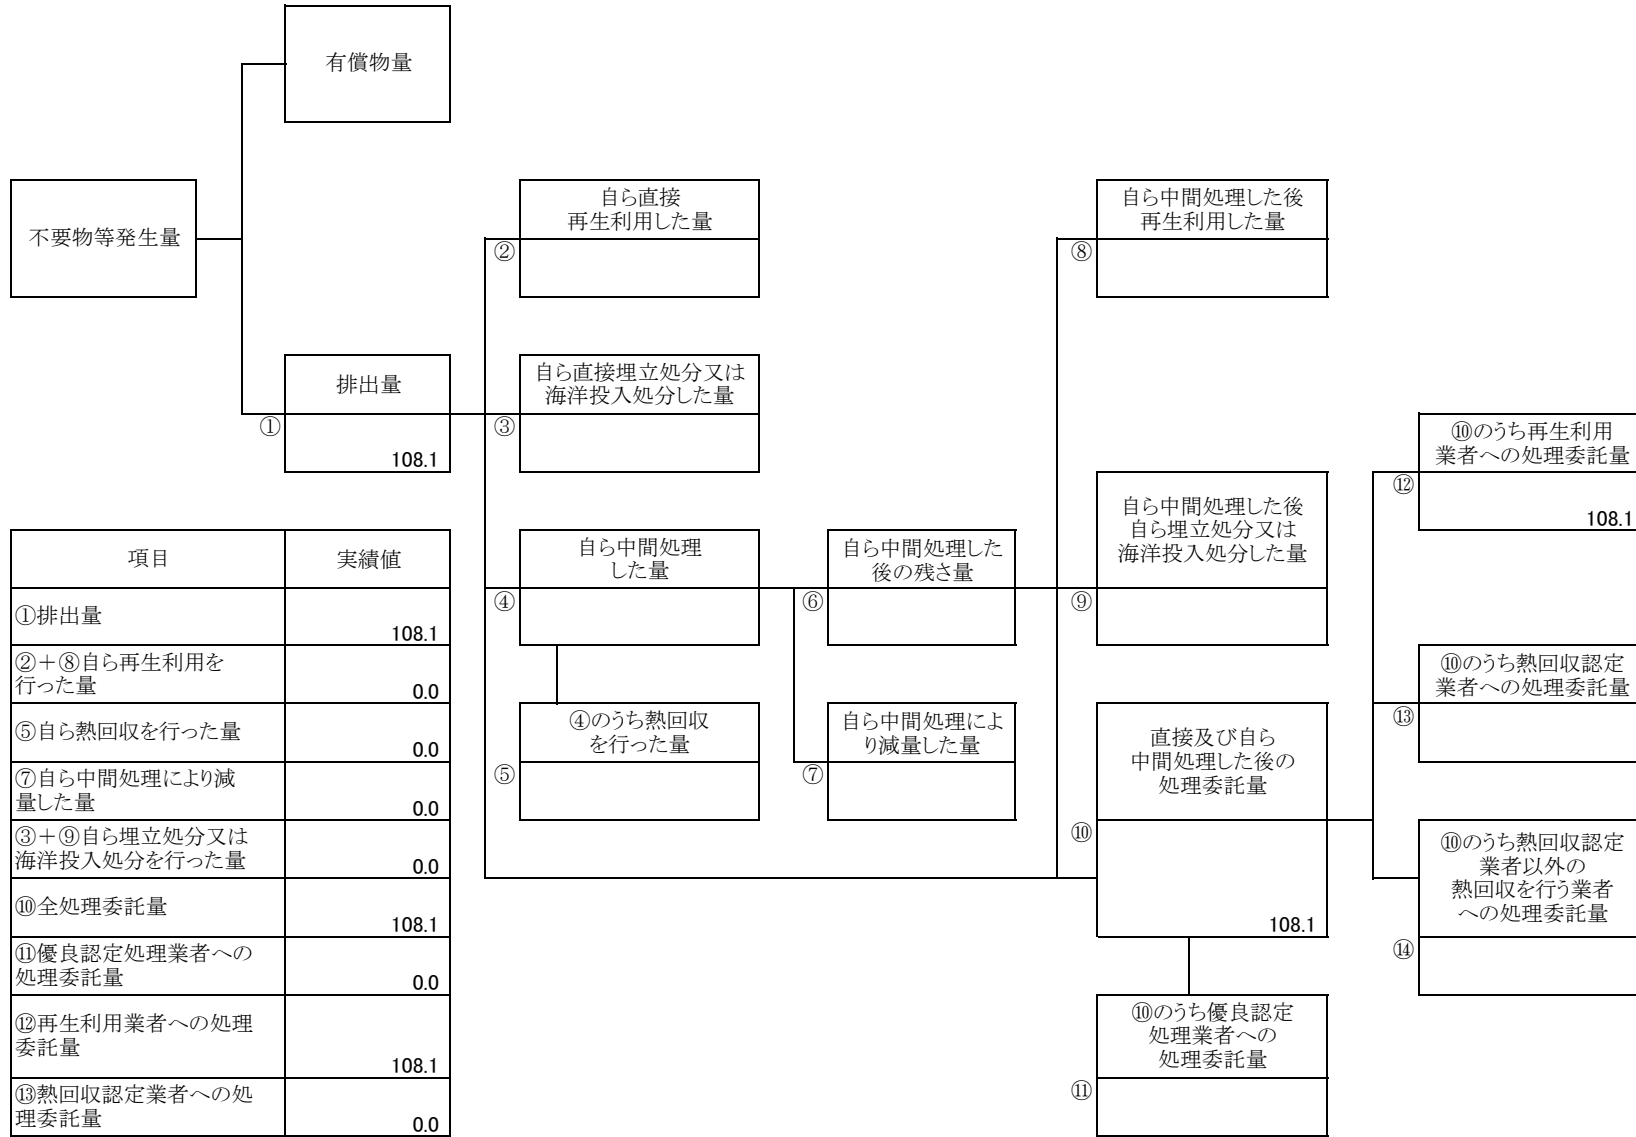 有償物量
不要物等発生量
排出量
①
108.1
自ら直接
再生利用した量
②
自ら直接埋立処分又は
海洋投入処分した量
③
自ら中間処理
した量
④
④のうち熱回収
を行った量
⑤
自ら中間処理した
後の残さ量
⑥
自ら中間処理によ
り減量した量
⑦
自ら中間処理した後
再生利用した量
⑧
自ら中間処理した後
自ら埋立処分又は
海洋投入処分した量
⑨
直接及び自ら
中間処理した後の
処理委託量
⑩
108.1
⑩のうち優良認定
処理業者への
処理委託量
⑪
⑩のうち再生利用
業者への処理委託量
⑫
108.1
⑩のうち熱回収認定
業者への処理委託量
⑬
⑩のうち熱回収認定
業者以外の
熱回収を行う業者
への処理委託量
⑭
項目 実績値
①排出量
108.1
②+⑧自ら再生利用を
行った量
0.0
⑤自ら熱回収を行った量
0.0
⑦自ら中間処理により減
量した量
0.0
③+⑨自ら埋立処分又は
海洋投入処分を行った量
0.0
⑩全処理委託量
108.1
⑪優良認定処理業者への
処理委託量
0.0
⑫再生利用業者への処理
委託量
108.1
⑬熱回収認定業者への処
理委託量
0.0